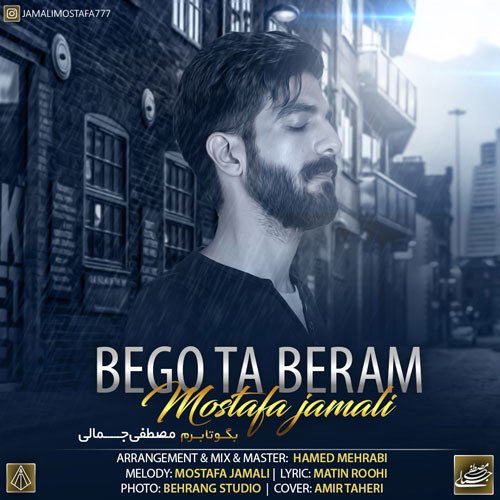 JAMALIMOSTAFA777
BEGO TA BERAM
Mostafa jamali
بگو تا برم مصطفی جمالی
ARRANGEMENT & MIX & MASTER: HAMED MEHRABI
MELODY: MOSTAFA JAMALI | LYRIC: MATIN ROOHI
PHOTO: BEHRANG STUDIO | COVER: AMIR TAHERI